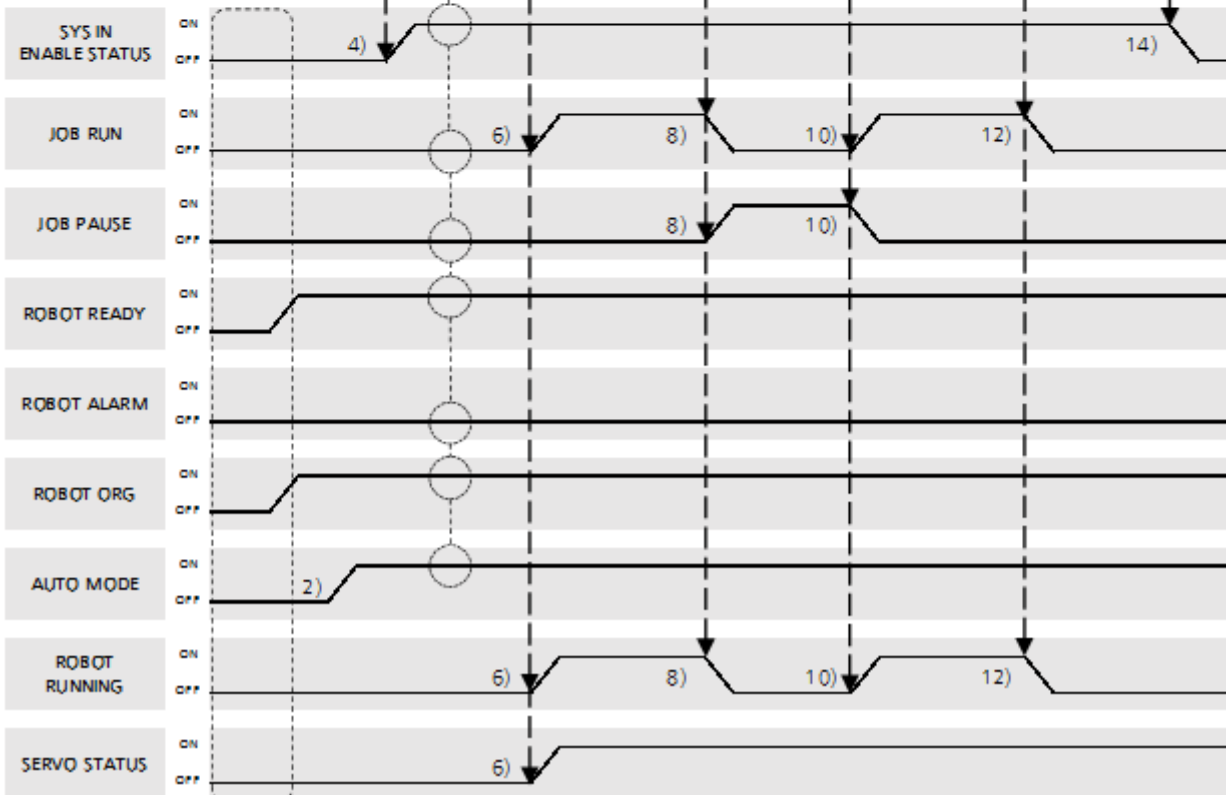 SYS IN
ENABLE STATUS
ON
OFF
4)
14)
JOB RUN
ON
OFF
6)
8)
10)
12)
JOB PAUSE
ON
OFF
8)
10)
ROBOT READY
ON
OFF
ROBOT ALARM
ON
OFF
ROBOT ORG
ON
OFF
AUTO MODE
ON
OFF
2)
ROBOT
RUNNING
ON
OFF
6)
8)
10)
12)
SERVO STATUS
ON
OFF
6)